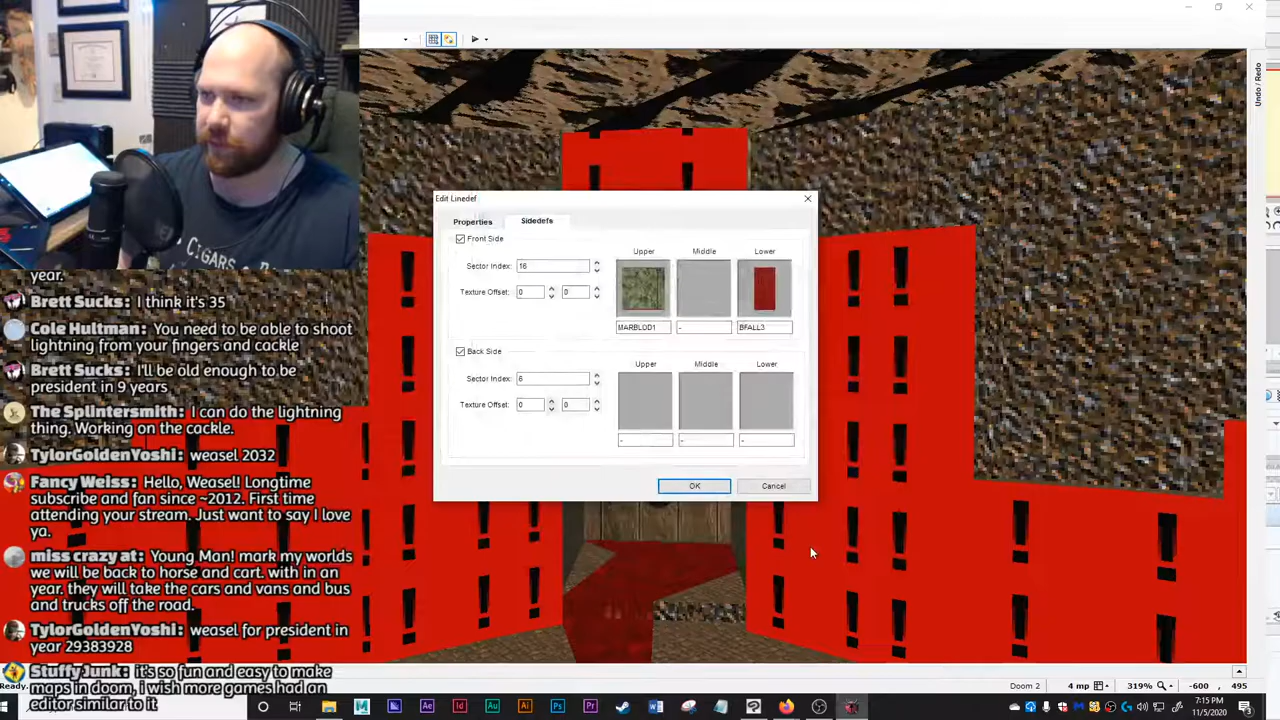 Edit Linedef
Properties
Sidedefs
Front Side
Sector Index: 16
Texture Offset: 0 0
Upper Middle Lower
MARBLOD1 - BFALL3
Back Side
Sector Index: 6
Texture Offset: 0 0
Upper Middle Lower
- - -
OK Cancel
Undo / Redo
year.
Brett Sucks: I think it's 35
Cole Hultman: You need to be able to shoot
lightning from your fingers and cackle
Brett Sucks: I'll be old enough to be
president in 9 years
The Splintersmith: I can do the lightning
thing. Working on the cackle.
TylorGoldenYoshi: weasel 2032
Fancy Weiss: Hello, Weasel! Longtime
subscribe and fan since ~2012. First time
attending your stream. Just want to say I love
ya.
miss crazy at: Young Man! mark my worlds
we will be back to horse and cart. with in an
year. they will take the cars and vans and bus
and trucks off the road.
TylorGoldenYoshi: weasel for president in
year 29383928
StuffyJunk: it's so fun and easy to make
maps in doom, i wish more games had an
editor similar to it
Ready.
Doom 2 4 mp 319% -600 , 495
7:15 PM
11/5/2020